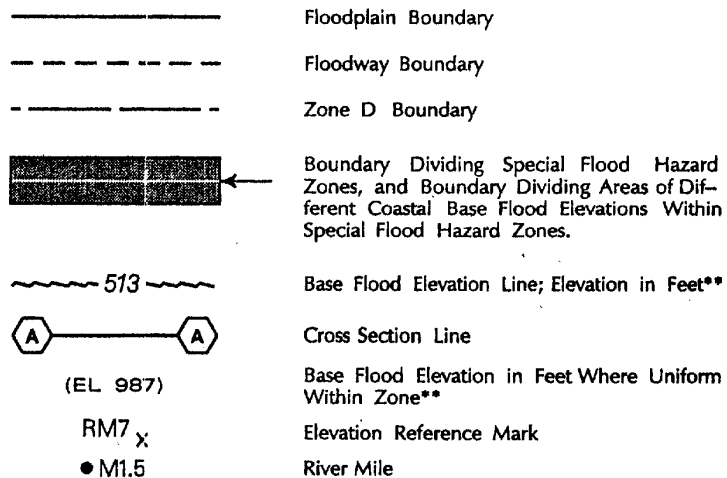 Floodplain Boundary
Floodway Boundary
Zone D Boundary
Boundary Dividing Special Flood Hazard
Zones, and Boundary Dividing Areas of Dif-
ferent Coastal Base Flood Elevations Within
Special Flood Hazard Zones.
513 Base Flood Elevation Line; Elevation in Feet**
A A Cross Section Line
(EL 987) Base Flood Elevation in Feet Where Uniform
Within Zone**
RM7 X Elevation Reference Mark
• M1.5 River Mile